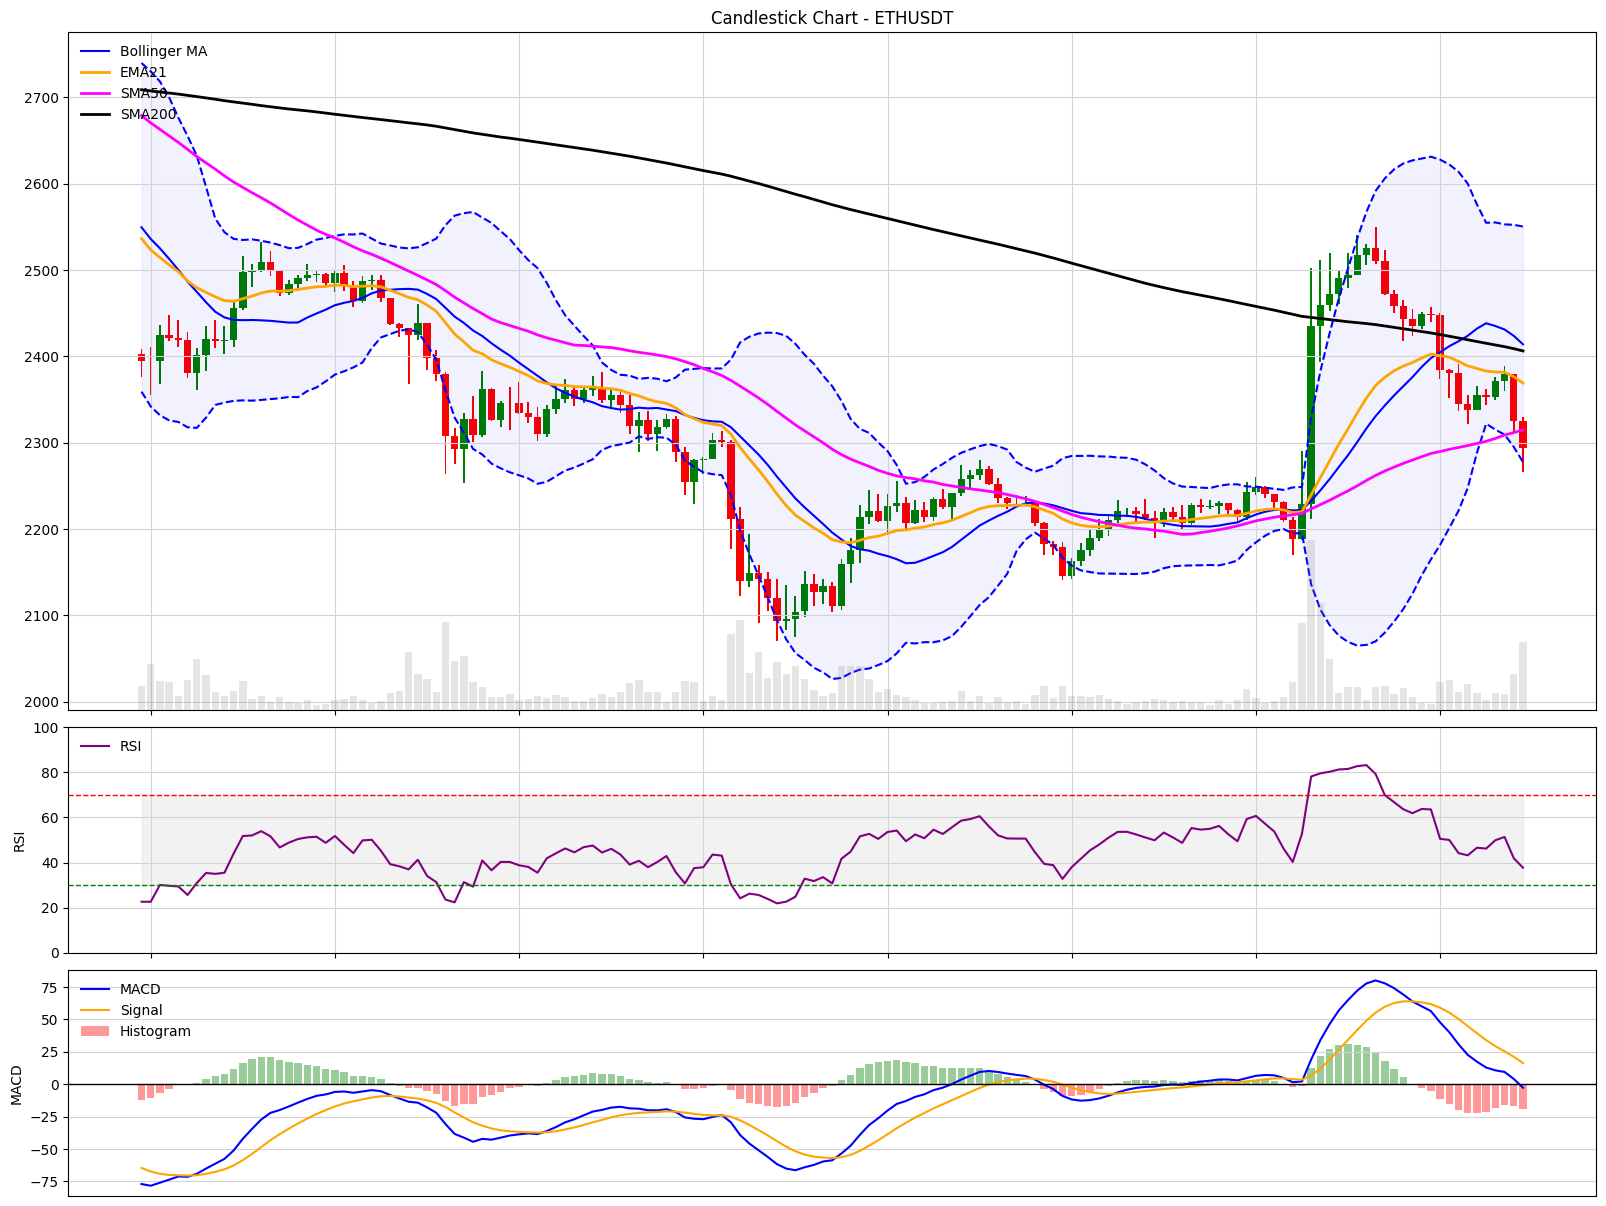 Candlestick Chart - ETHUSDT
Bollinger MA
EMA21
SMA50
SMA200
2700
2600
2500
2400
2300
2200
2100
2000
RSI
100
80
60
40
20
0
RSI
MACD
Signal
Histogram
75
50
25
0
−25
−50
−75
MACD